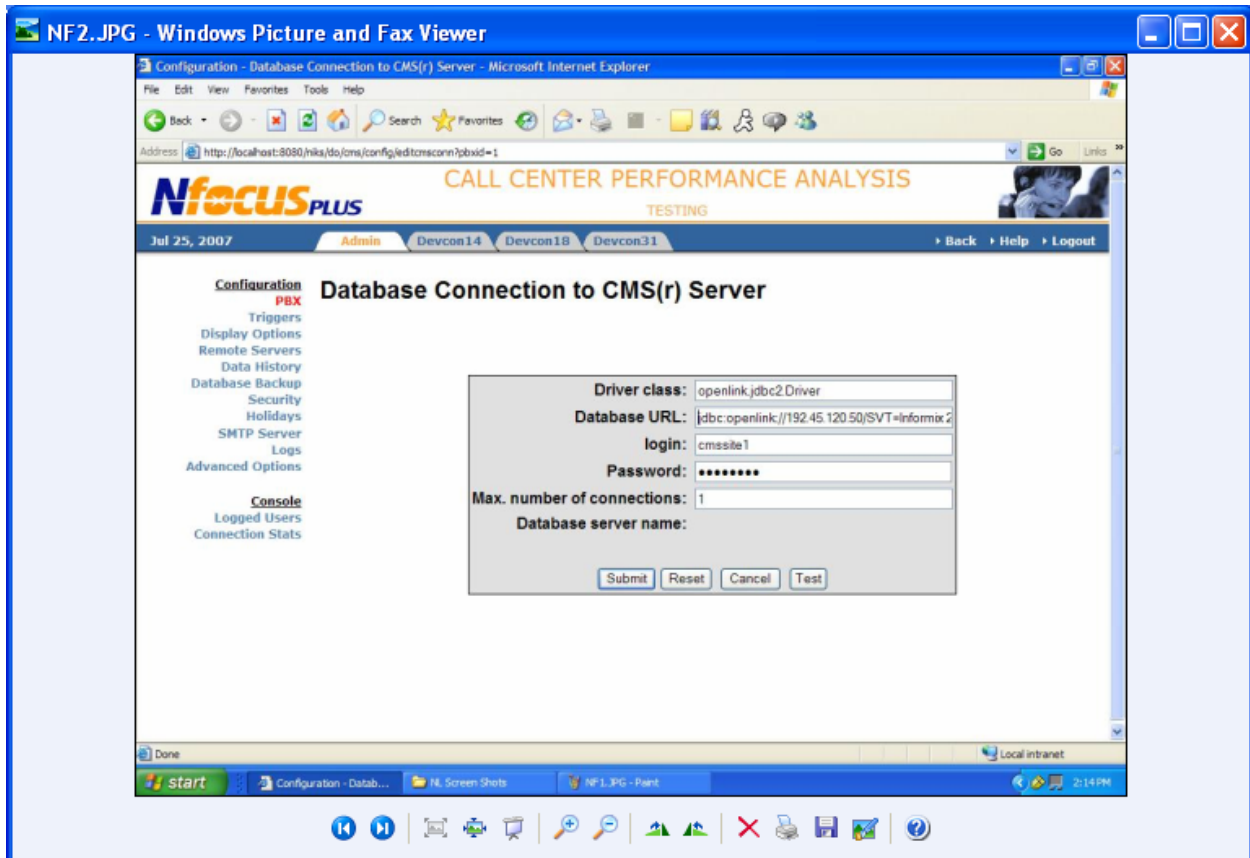 NF2.JPG - Windows Picture and Fax Viewer
Configuration - Database Connection to CMS(r) Server - Microsoft Internet Explorer
File Edit View Favorites Tools Help
Back Search Favorites
Address http://localhost:8080/niks/do/cms/config/editcmsconn?pbxid=1 Go Links »
NfocusPLUS
CALL CENTER PERFORMANCE ANALYSIS
TESTING
Jul 25, 2007 Admin Devcon14 Devcon18 Devcon31 Back Help Logout
Configuration
PBX
Triggers
Display Options
Remote Servers
Data History
Database Backup
Security
Holidays
SMTP Server
Logs
Advanced Options
Console
Logged Users
Connection Stats
Database Connection to CMS(r) Server
Driver class: openlink.jdbc2.Driver
Database URL: jdbc:openlink://192.45.120.50/SVT=Informix 2
login: cmssite1
Password: ••••••••
Max. number of connections: 1
Database server name:
Submit Reset Cancel Test
Done Local intranet
start Configuration - Datab... NL Screen Shots NF1.JPG - Paint 2:14 PM